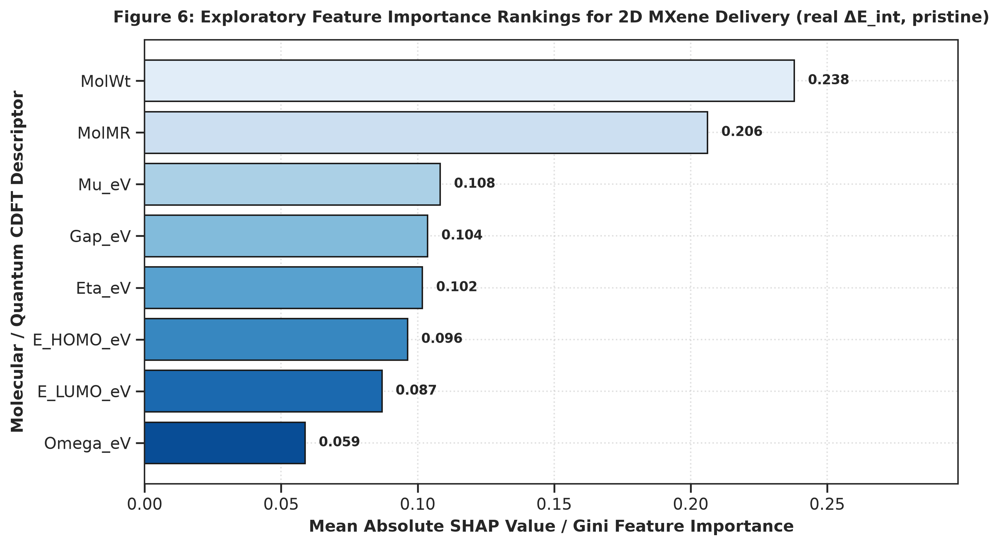 Figure 6: Exploratory Feature Importance Rankings for 2D MXene Delivery (real ΔE_int, pristine)
Molecular / Quantum CDFT Descriptor
MolWt
0.238
MolMR
0.206
Mu_eV
0.108
Gap_eV
0.104
Eta_eV
0.102
E_HOMO_eV
0.096
E_LUMO_eV
0.087
Omega_eV
0.059
0.00 0.05 0.10 0.15 0.20 0.25
Mean Absolute SHAP Value / Gini Feature Importance